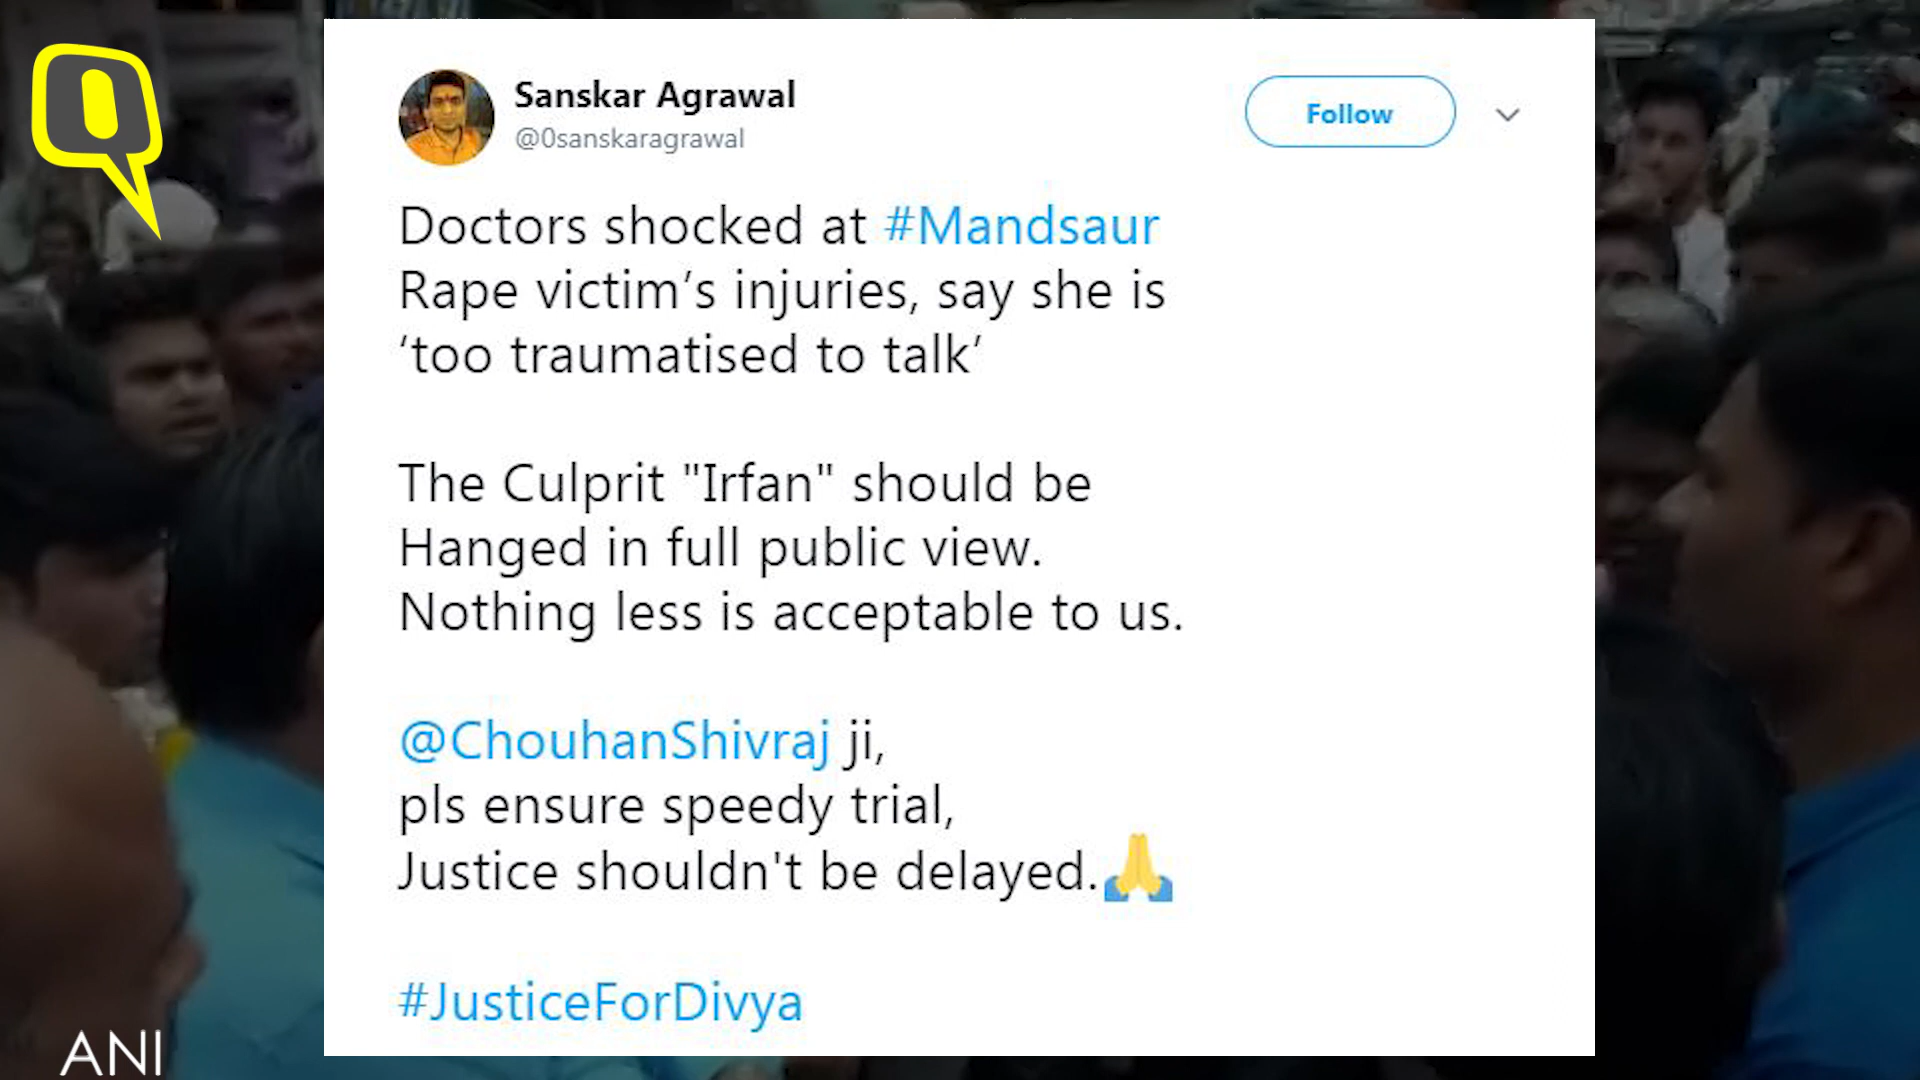 Sanskar Agrawal
@0sanskaragrawal
Follow
Doctors shocked at #Mandsaur
Rape victim’s injuries, say she is
‘too traumatised to talk’
The Culprit "Irfan" should be
Hanged in full public view.
Nothing less is acceptable to us.
@ChouhanShivraj ji,
pls ensure speedy trial,
Justice shouldn't be delayed.
#JusticeForDivya
Q
ANI